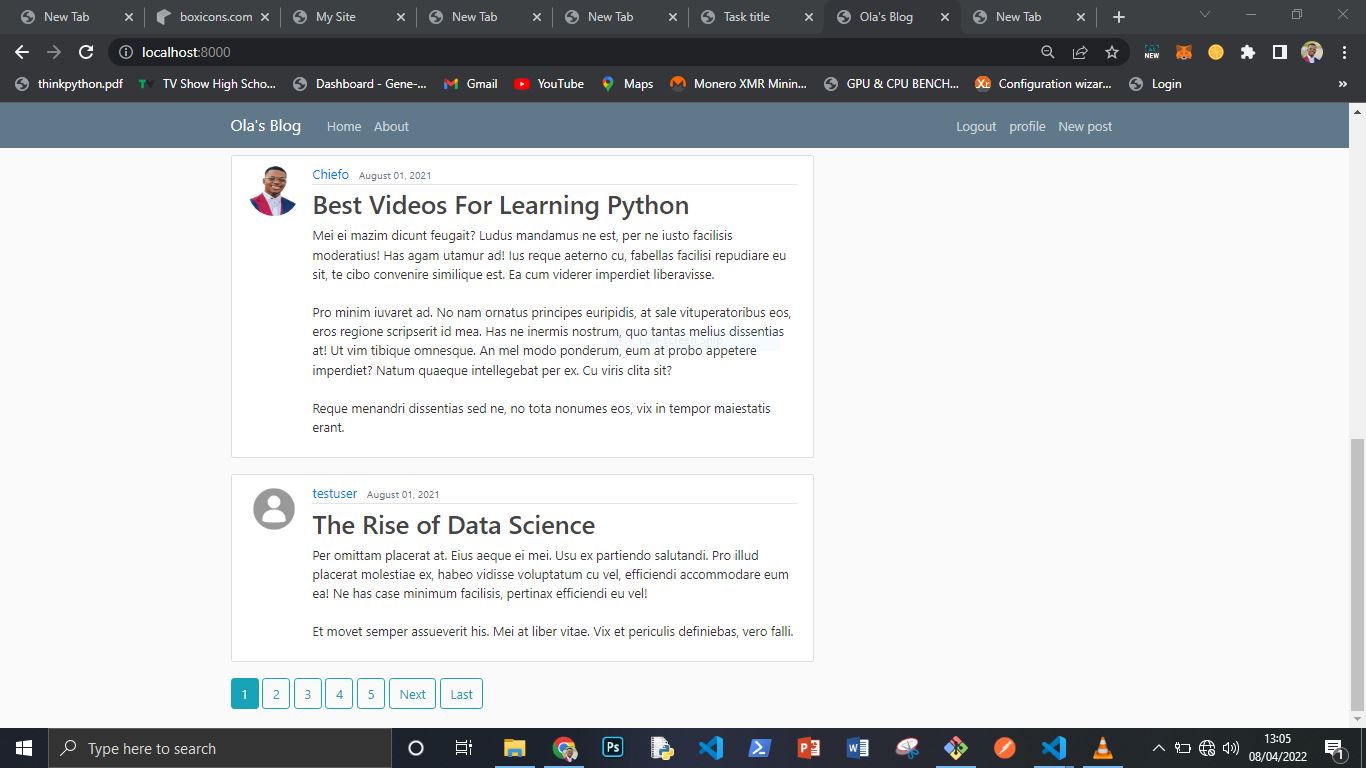 New Tab
boxicons.com
My Site
New Tab
New Tab
Task title
Ola's Blog
New Tab
localhost:8000
NEW
thinkpython.pdf
TV Show High Scho...
Dashboard - Gene-...
Gmail
YouTube
Maps
Monero XMR Minin...
GPU & CPU BENCH...
Configuration wizar...
Login
»
Ola's Blog Home About Logout profile New post
Chiefo August 01, 2021
Best Videos For Learning Python
Mei ei mazim dicunt feugait? Ludus mandamus ne est, per ne iusto facilisis
moderatius! Has agam utamur ad! Ius reque aeterno cu, fabellas facilisi repudiare eu
sit, te cibo convenire similique est. Ea cum viderer imperdiet liberavisse.
Pro minim iuvaret ad. No nam ornatus principes euripidis, at sale vituperatoribus eos,
eros regione scripserit id mea. Has ne inermis nostrum, quo tantas melius dissentias
Full-screen Snip
at! Ut vim tibique omnesque. An mel modo ponderum, eum at probo appetere
imperdiet? Natum quaeque intellegebat per ex. Cu viris clita sit?
Reque menandri dissentias sed ne, no tota nonumes eos, vix in tempor maiestatis
erant.
testuser August 01, 2021
The Rise of Data Science
Per omittam placerat at. Eius aeque ei mei. Usu ex partiendo salutandi. Pro illud
placerat molestiae ex, habeo vidisse voluptatum cu vel, efficiendi accommodare eum
ea! Ne has case minimum facilisis, pertinax efficiendi eu vel!
Et movet semper assueverit his. Mei at liber vitae. Vix et periculis definiebas, vero falli.
1 2 3 4 5 Next Last
Type here to search
Ps
13:05
08/04/2022
1